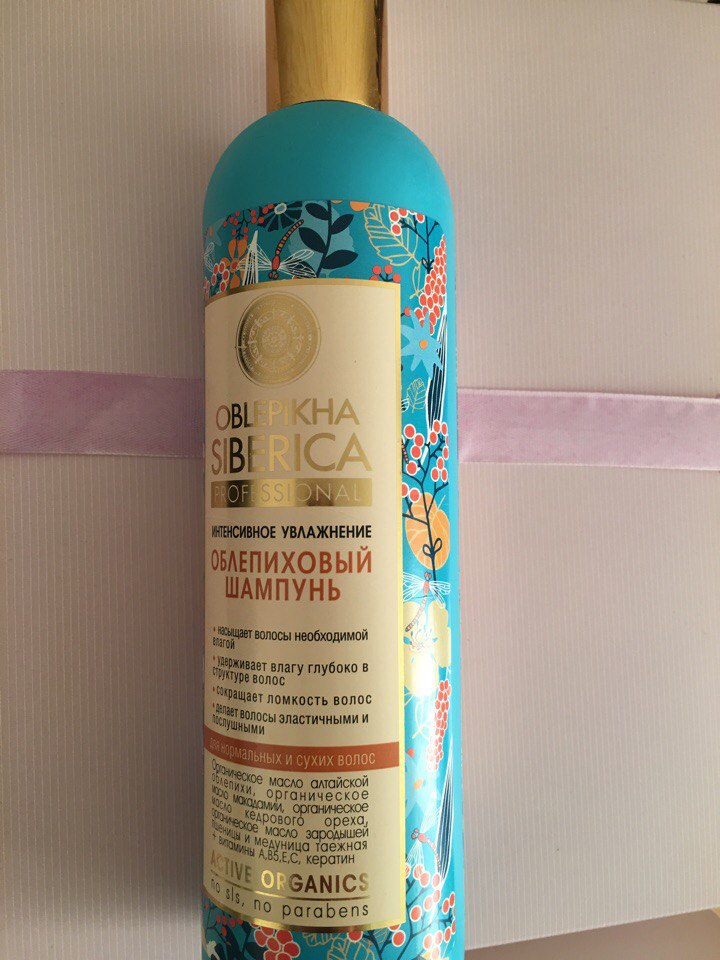 OBLEPIKHA
SIBERICA
PROFESSIONAL
ИНТЕНСИВНОЕ УВЛАЖНЕНИЕ
ОБЛЕПИХОВЫЙ
ШАМПУНЬ
• насыщает волосы необходимой
влагой
• удерживает влагу глубоко в
структуре волос
• сокращает ломкость волос
• делает волосы эластичными и
послушными
для нормальных и сухих волос
Органическое масло алтайской
облепихи, органическое
масло макадамии, органическое
масло кедрового ореха,
органическое масло зародышей
пшеницы и медуница таежная
+ витамины А,В5,Е,С, кератин
ACTIVE ORGANICS
no sls, no parabens